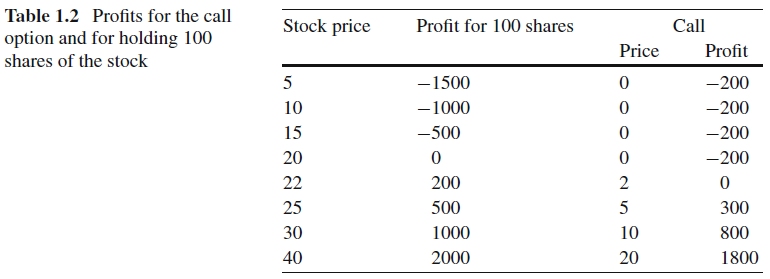 Table 1.2 Profits for the call
option and for holding 100
shares of the stock
Stock price Profit for 100 shares Call
Price Profit
5 −1500 0 −200
10 −1000 0 −200
15 −500 0 −200
20 0 0 −200
22 200 2 0
25 500 5 300
30 1000 10 800
40 2000 20 1800